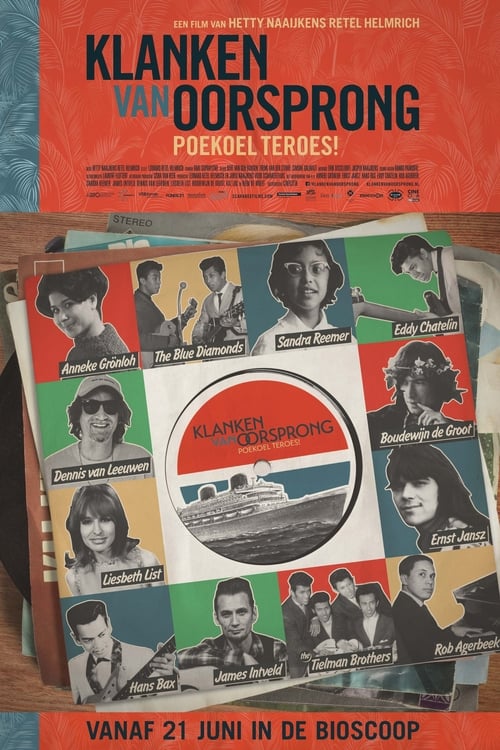 EEN FILM VAN HETTY NAAIJKENS RETEL HELMRICH
KLANKEN
VAN OORSPRONG
POEKOEL TEROES!
STEREO
Anneke Grönloh
The Blue Diamonds
Sandra Reemer
Eddy Chatelin
Dennis van Leeuwen
Boudewijn de Groot
KLANKEN
VAN OORSPRONG
POEKOEL TEROES!
Liesbeth List
Ernst Jansz
Hans Bax
James Intveld
the Tielman Brothers
Rob Agerbeek
VANAF 21 JUNI IN DE BIOSCOOP